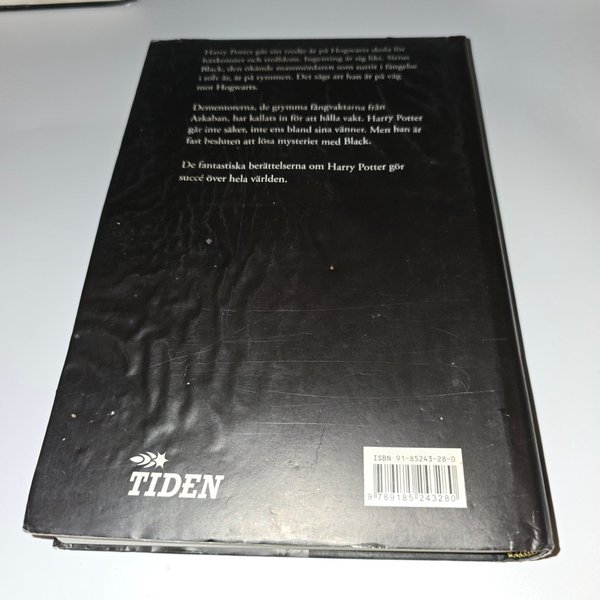 Harry Potter går sitt tredje år på Hogwarts skola för
häxkonster och trolldom. Ingenting är sig likt. Sirius
Black, den ökände massmördaren som suttit i fängelse
i tolv år, är på rymmen. Det sägs att han är på väg
mot Hogwarts.
Dementorerna, de grymma fångvaktarna från
Azkaban, har kallats in för att hålla vakt. Harry Potter
går inte säker, inte ens bland sina vänner. Men han är
fast besluten att lösa mysteriet med Black.
De fantastiska berättelserna om Harry Potter gör
succé över hela världen.
TIDEN
ISBN 91-85243-28-0
9 789185 243280